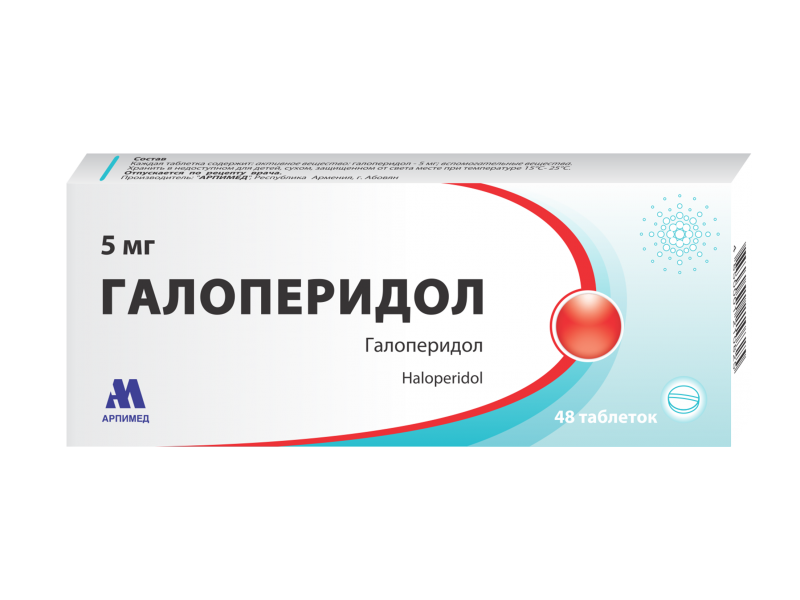 Состав
Каждая таблетка содержит: активное вещество: галоперидол - 5 мг; вспомогательные вещества.
Хранить в недоступном для детей, сухом, защищенном от света месте при температуре 15°C- 25°C.
Отпускается по рецепту врача.
Производитель: "АРПИМЕД", Республика Армения, г. Абовян
5 мг
ГАЛОПЕРИДОЛ
Галоперидол
Haloperidol
АРПИМЕД
48 таблеток